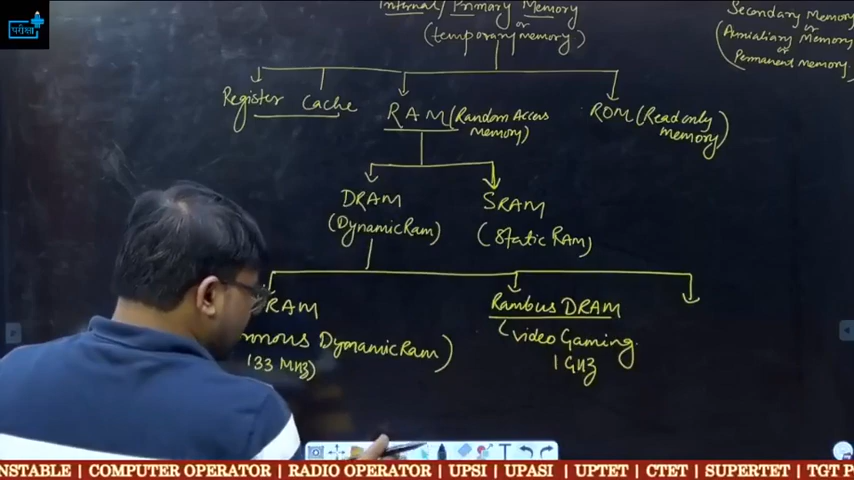 परीक्षा
Internal/ Primary Memory
or
(temporary memory)
Secondary Memory
or
Auxiliary Memory
or
Permanent memory
Register Cache
RAM (Random Access
Memory)
ROM (Read only
memory)
DRAM
(Dynamic Ram)
SRAM
(Static RAM)
RAM
nous Dynamic Ram)
133 MHz)
Rambus DRAM
(video Gaming
1 GHz
NSTABLE | COMPUTER OPERATOR | RADIO OPERATOR | UPSI | UPASI | UPTET | CTET | SUPERTET | TGT P